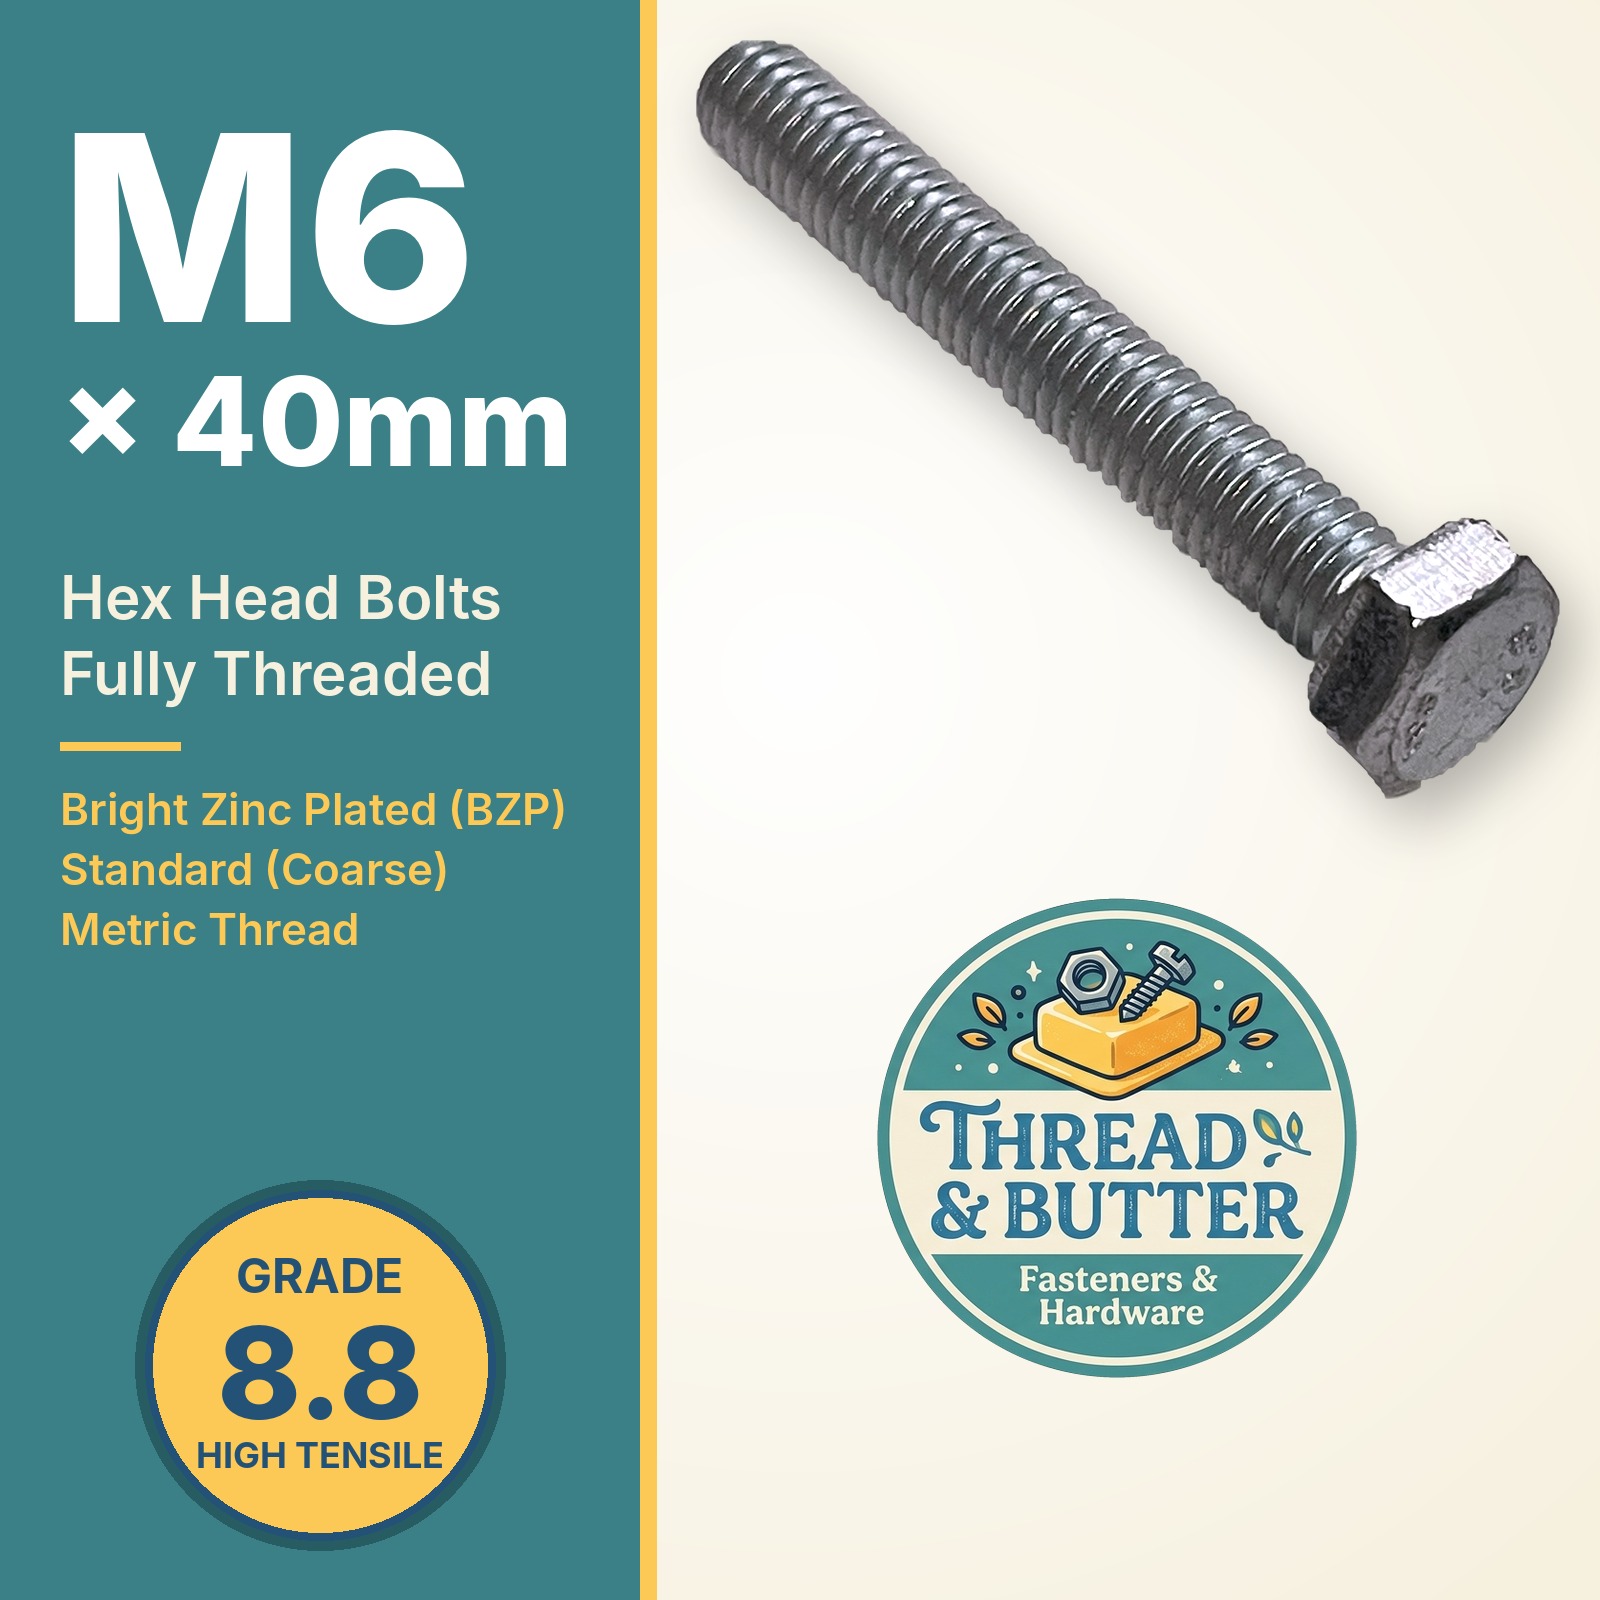 M6
× 40mm
Hex Head Bolts
Fully Threaded
Bright Zinc Plated (BZP)
Standard (Coarse)
Metric Thread
GRADE
8.8
HIGH TENSILE
THREAD
& BUTTER
Fasteners &
Hardware